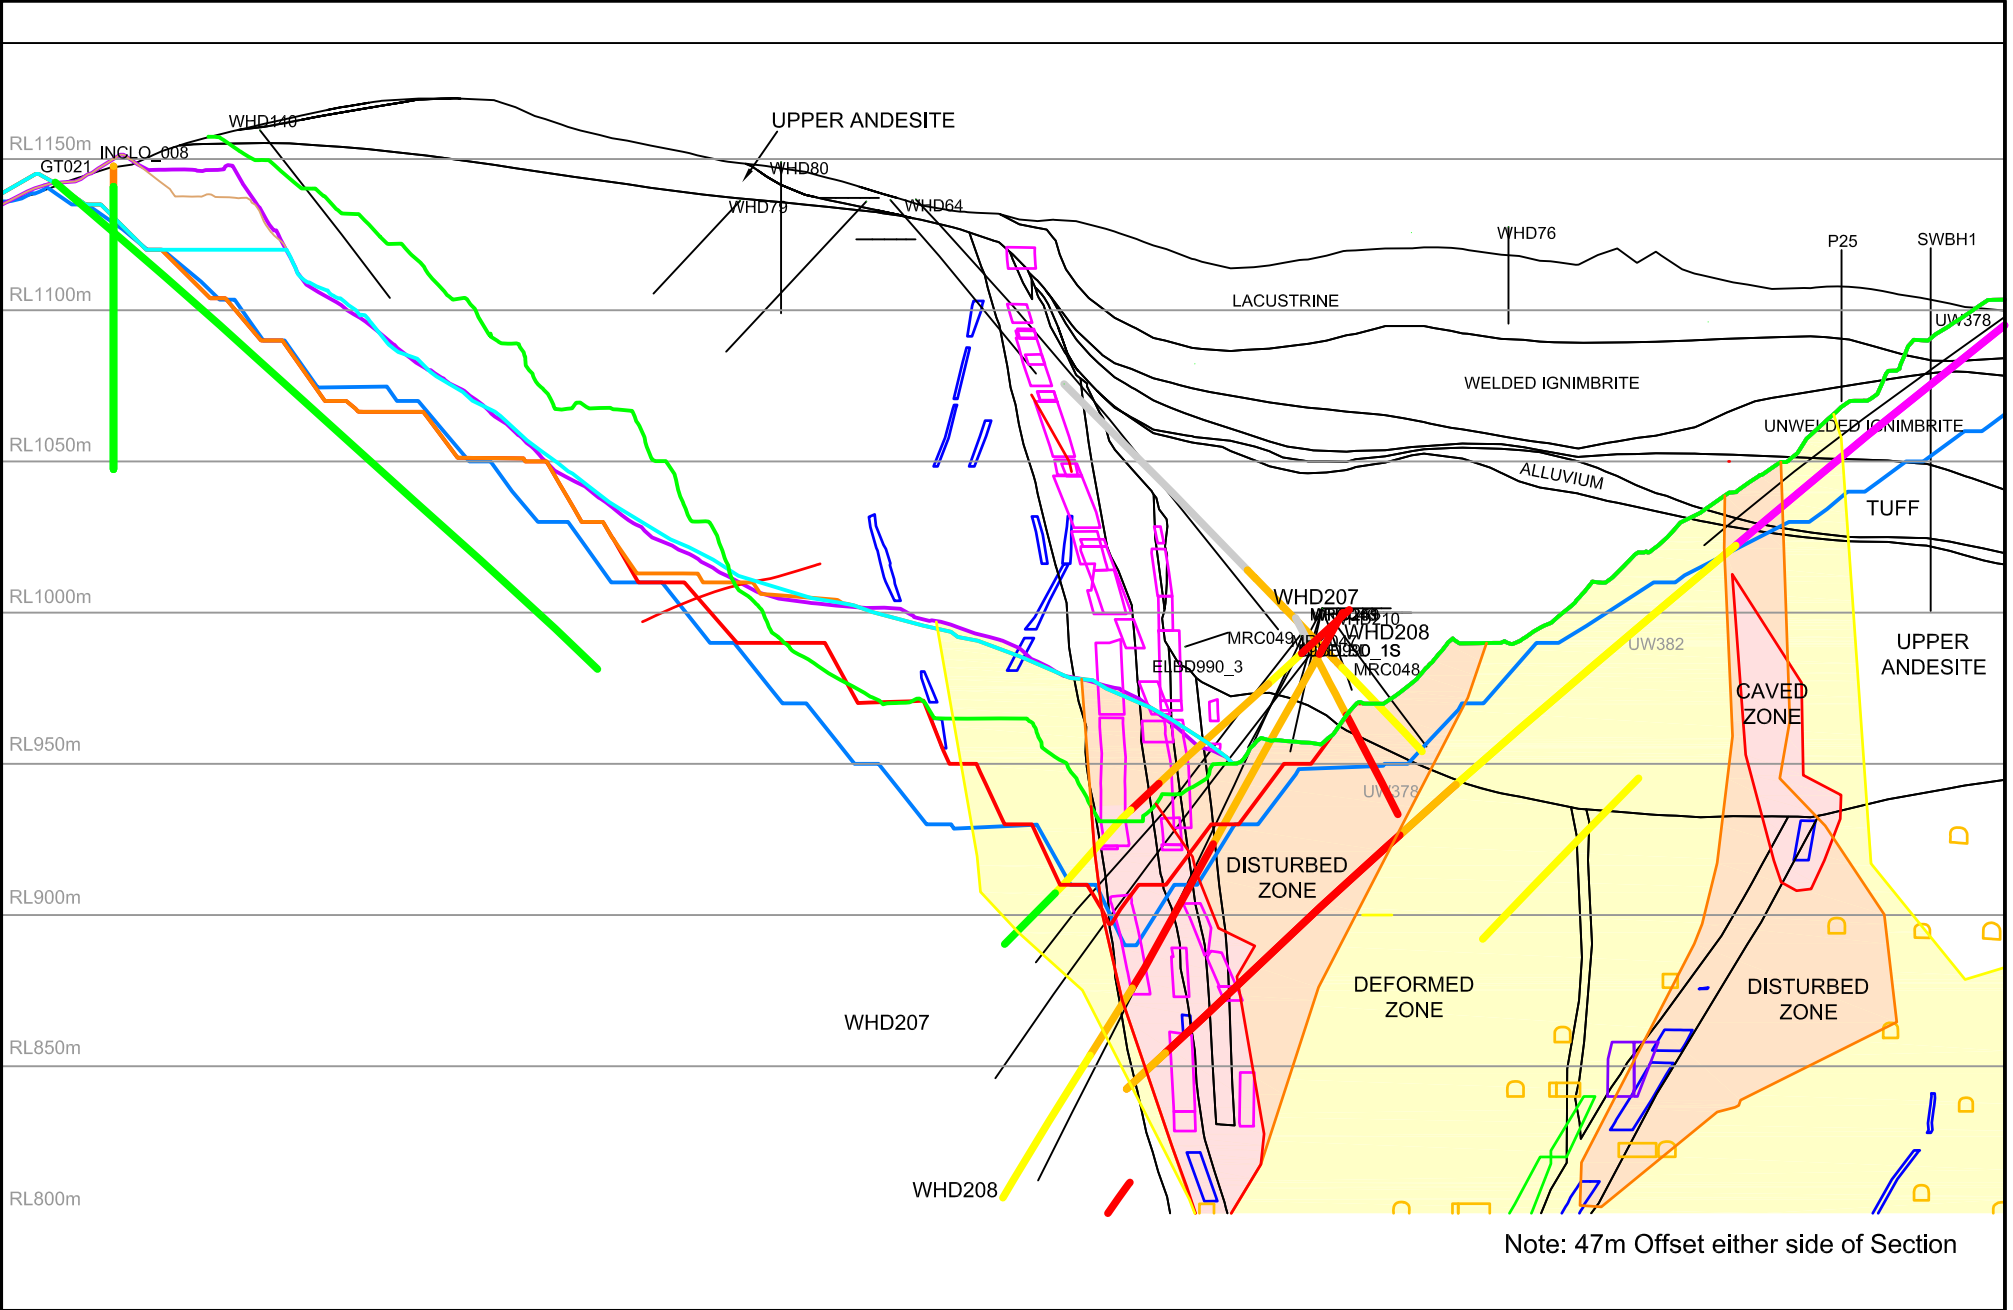 WHD140
UPPER ANDESITE
RL1150m
INCLO_008
GT021
WHD80
WHD79
WHD64
WHD76
P25
SWBH1
RL1100m
LACUSTRINE
UW378
WELDED IGNIMBRITE
UNWELDED IGNIMBRITE
RL1050m
ALLUVIUM
TUFF
RL1000m
WHD207
WHD208
MRC049
ELBD990_3
MRC048
UW382
UPPER
ANDESITE
CAVED
ZONE
RL950m
UW378
DISTURBED
ZONE
RL900m
DEFORMED
ZONE
DISTURBED
ZONE
WHD207
RL850m
WHD208
RL800m
Note: 47m Offset either side of Section